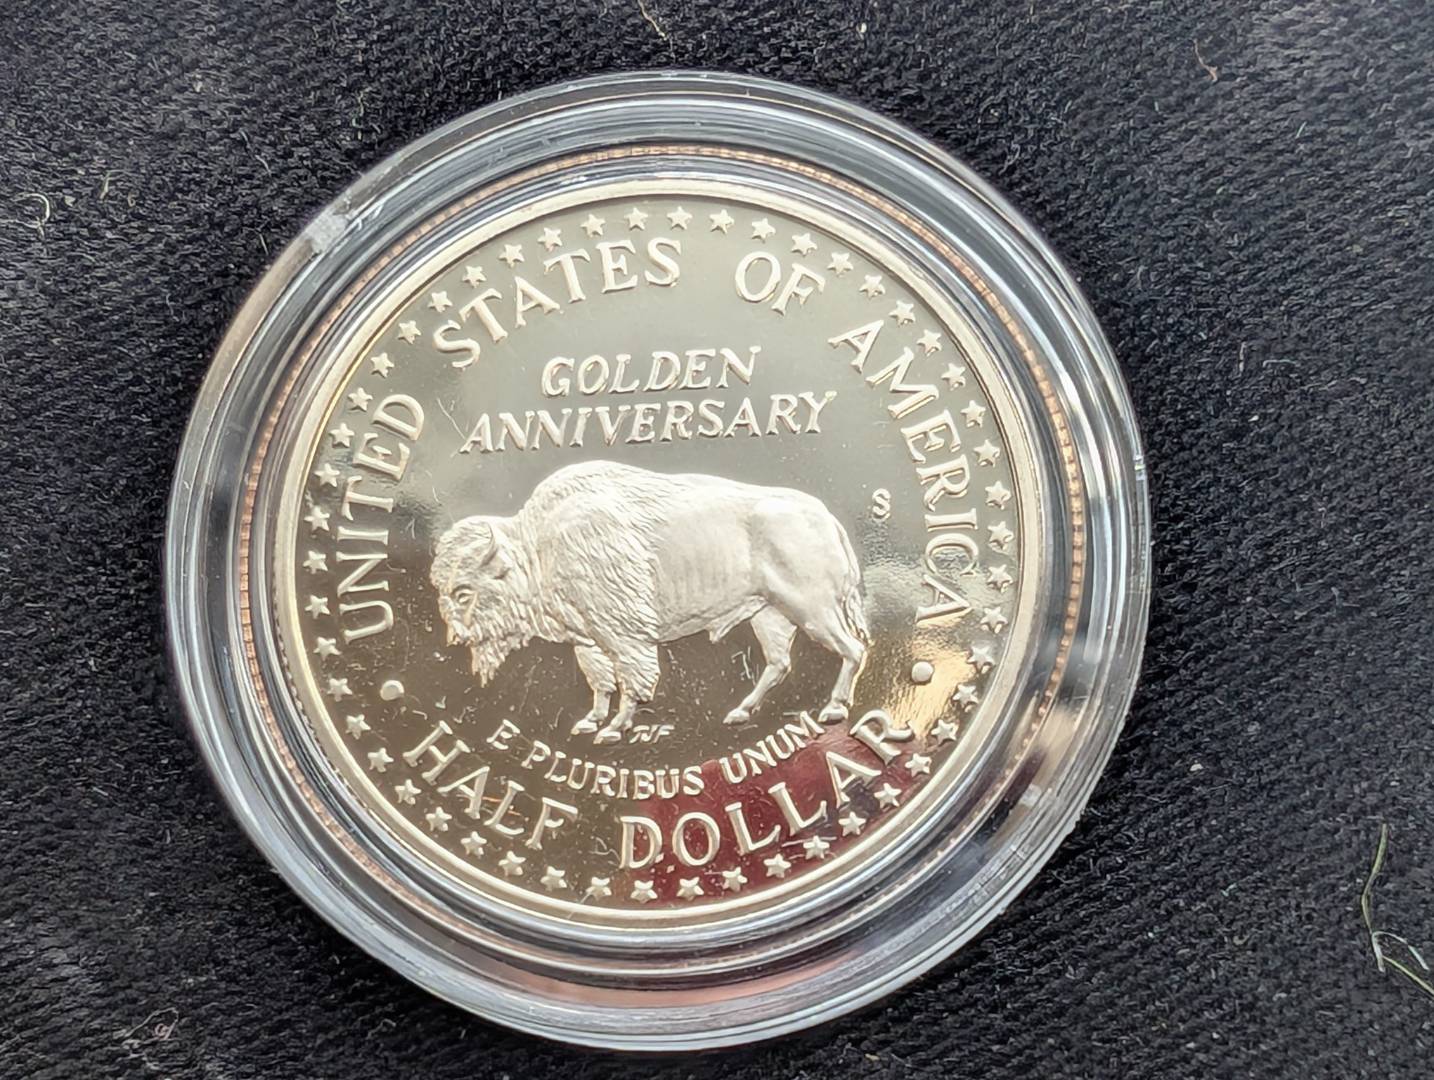 UNITED STATES OF AMERICA
GOLDEN
ANNIVERSARY
S
E PLURIBUS UNUM
HALF DOLLAR